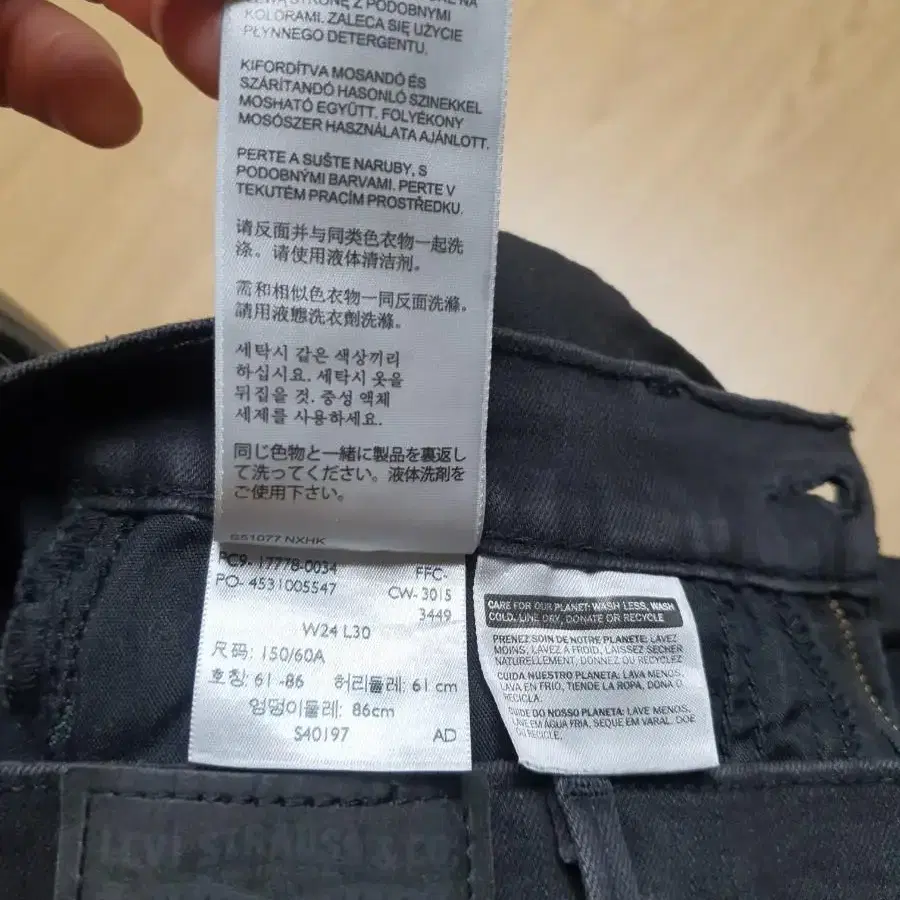 STRONĘ Z PODOBNYMI
KOLORAMI. ZALECA SIĘ UŻYCIE
PŁYNNEGO DETERGENTU.
KIFORDÍTVA MOSANDÓ ÉS
SZÁRÍTANDÓ HASONLÓ SZINEKKEL
MOSHATÓ EGYÜTT. FOLYÉKONY
MOSÓSZER HASZNÁLATA AJÁNLOTT.
PERTE A SUŠTE NARUBY, S
PODOBNÝMI BARVAMI. PERTE V
TEKUTÉM PRACÍM PROSTŘEDKU.
请反面并与同类色衣物一起洗
涤。请使用液体清洁剂。
需和相似色衣物一同反面洗滌。
請用液態洗衣劑洗滌。
세탁시 같은 색상끼리
하십시요. 세탁시 옷을
뒤집을 것. 중성 액체
세제를 사용하세요.
同じ色物と一緒に製品を裏返し
て洗ってください。液体洗剤を
ご使用下さい。
S51077 NXHK
PC9- 17778-0034 FFC-
PO- 4531005547 CW- 3015
3449
W24 L30
尺码: 150/60A
호칭: 61 -86 허리둘레: 61 cm
엉덩이둘레: 86cm
S40197 AD
CARE FOR OUR PLANET: WASH LESS, WASH
COLD, LINE DRY, DONATE OR RECYCLE
PRENEZ SOIN DE NOTRE PLANETE: LAVEZ
MOINS, LAVEZ A FROID, LAISSEZ SECHER
NATURELLEMENT, DONNEZ OU RECYCLEZ
CUIDA NUESTRO PLANETA: LAVA MENOS,
LAVA EN FRIO, TIENDE LA ROPA, DONA O
RECICLA.
CUIDE DO NOSSO PLANETA: LAVE MENOS,
LAVE EM ÁGUA FRIA, SEQUE EM VARAL, DOE
OU RECICLE.
LEVI STRAUSS & CO